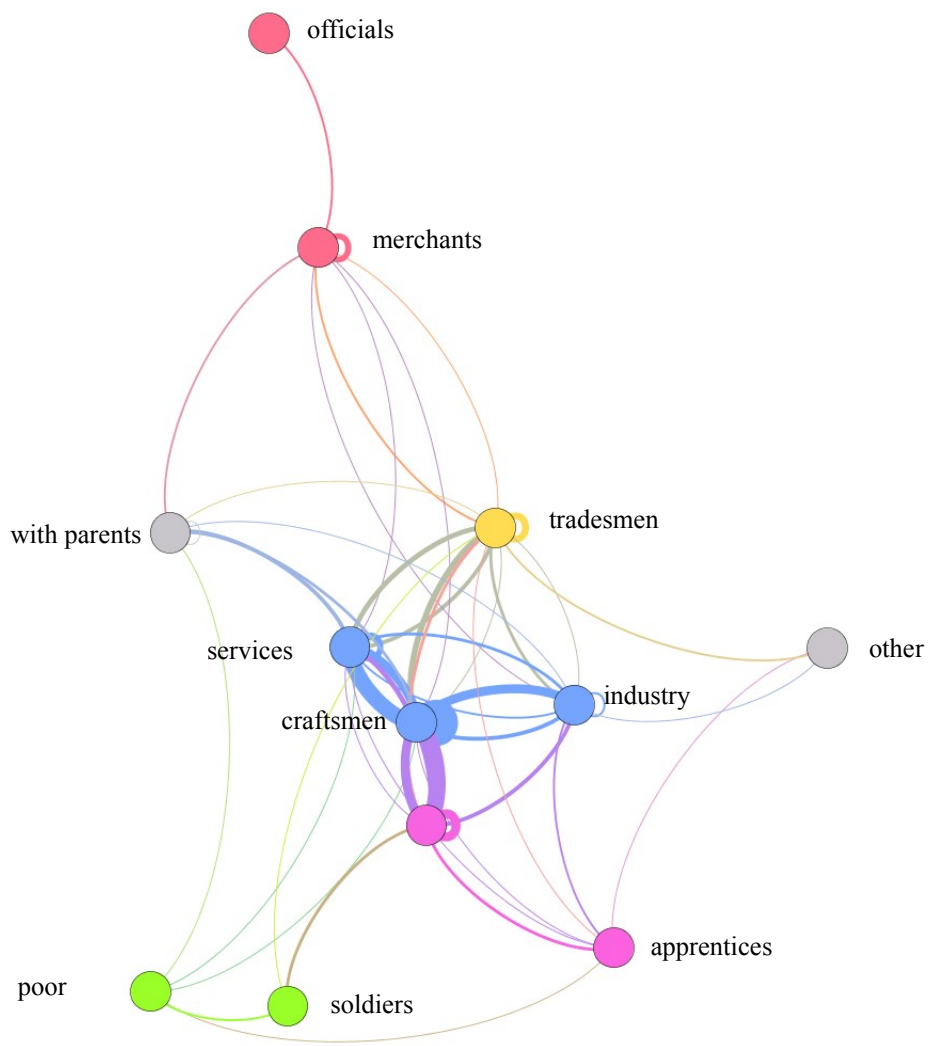 officials
merchants
tradesmen
with parents
services
other
industry
craftsmen
apprentices
poor
soldiers